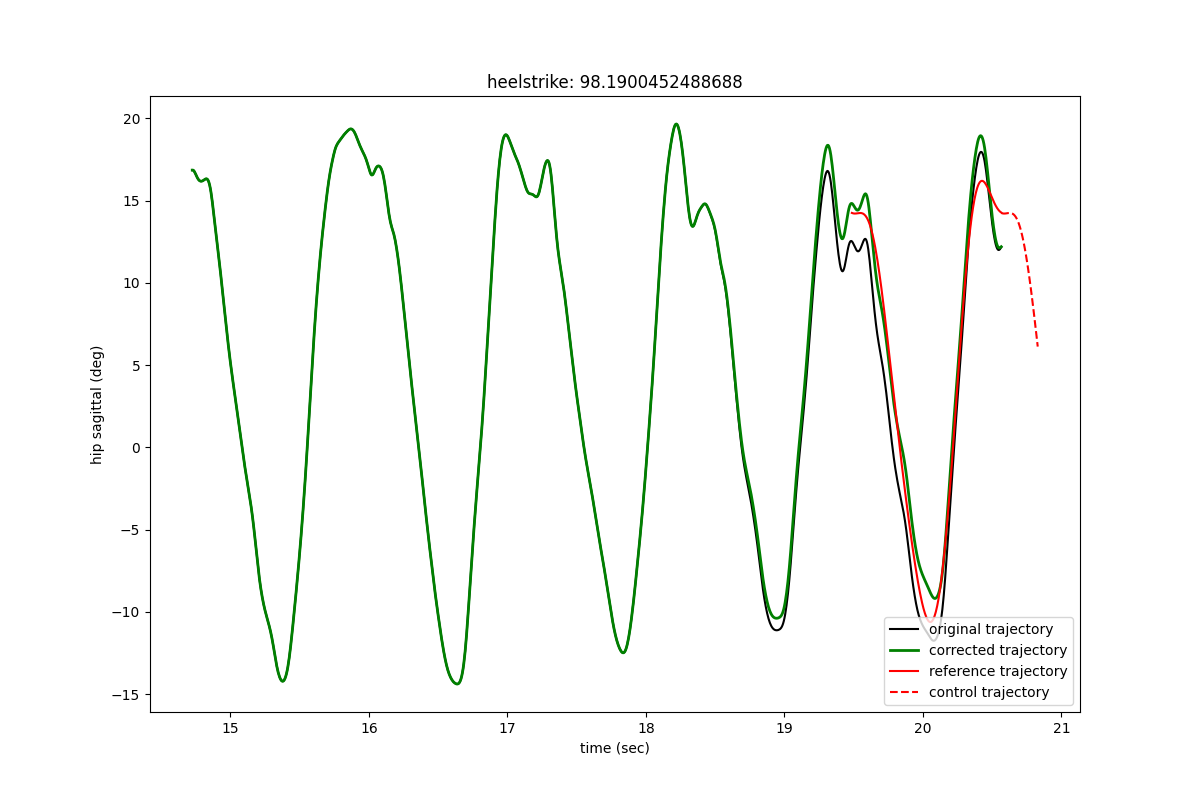 heelstrike: 98.1900452488688
20
15
10
5
0
−5
−10
−15
hip sagittal (deg)
original trajectory
corrected trajectory
reference trajectory
control trajectory
15 16 17 18 19 20 21
time (sec)